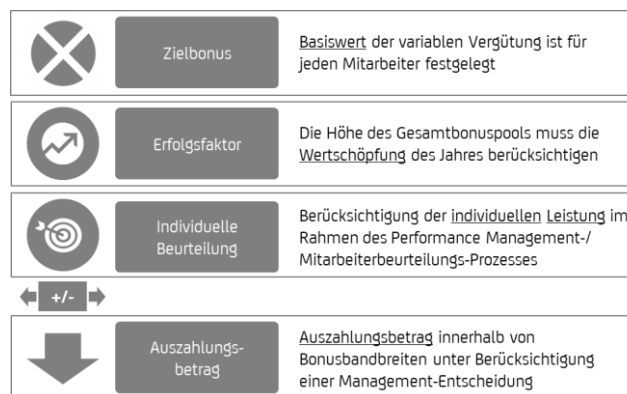 Zielbonus
Basiswert der variablen Vergütung ist für
jeden Mitarbeiter festgelegt
Erfolgsfaktor
Die Höhe des Gesamtbonuspools muss die
Wertschöpfung des Jahres berücksichtigen
Individuelle
Beurteilung
Berücksichtigung der individuellen Leistung im
Rahmen des Performance Management-/
Mitarbeiterbeurteilungs-Prozesses
+/-
Auszahlungs-
betrag
Auszahlungsbetrag innerhalb von
Bonusbandbreiten unter Berücksichtigung
einer Management-Entscheidung